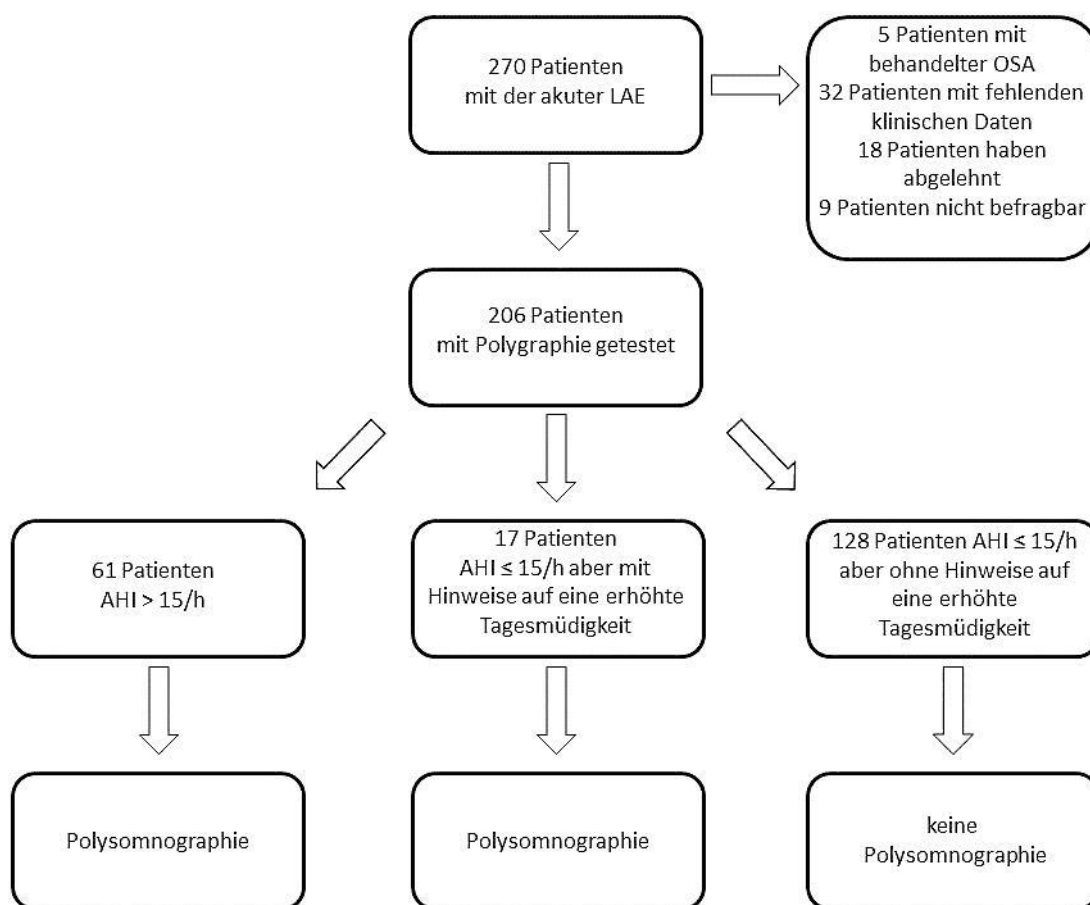 270 Patienten
mit der akuter LAE
5 Patienten mit
behandelter OSA
32 Patienten mit fehlenden
klinischen Daten
18 Patienten haben
abgelehnt
9 Patienten nicht befragbar
206 Patienten
mit Polygraphie getestet
61 Patienten
AHI > 15/h
17 Patienten
AHI ≤ 15/h aber mit
Hinweise auf eine erhöhte
Tagesmüdigkeit
128 Patienten AHI ≤ 15/h
aber ohne Hinweise auf
eine erhöhte
Tagesmüdigkeit
Polysomnographie
Polysomnographie
keine
Polysomnographie